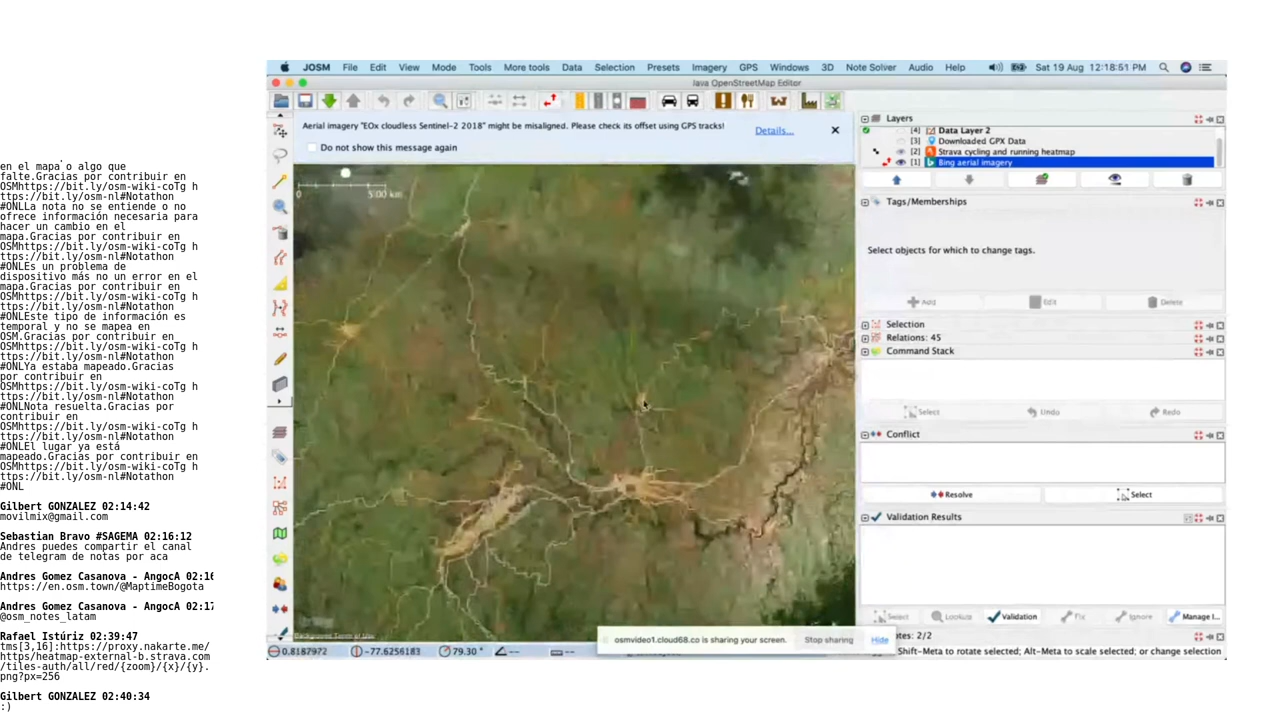 en el mapa o algo que
falte.Gracias por contribuir en
OSMhttps://bit.ly/osm-wiki-coTg h
ttps://bit.ly/osm-nl#Notathon
#ONLLa nota no se entiende o no
ofrece información necesaria para
hacer un cambio en el
mapa.Gracias por contribuir en
OSMhttps://bit.ly/osm-wiki-coTg h
ttps://bit.ly/osm-nl#Notathon
#ONLEs un problema de
dispositivo más no un error en el
mapa.Gracias por contribuir en
OSMhttps://bit.ly/osm-wiki-coTg h
ttps://bit.ly/osm-nl#Notathon
#ONLEste tipo de información es
temporal y no se mapea en
OSM.Gracias por contribuir en
OSMhttps://bit.ly/osm-wiki-coTg h
ttps://bit.ly/osm-nl#Notathon
#ONLYa estaba mapeado.Gracias
por contribuir en
OSMhttps://bit.ly/osm-wiki-coTg h
ttps://bit.ly/osm-nl#Notathon
#ONLNota resuelta.Gracias por
contribuir en
OSMhttps://bit.ly/osm-wiki-coTg h
ttps://bit.ly/osm-nl#Notathon
#ONLEl lugar ya está
mapeado.Gracias por contribuir en
OSMhttps://bit.ly/osm-wiki-coTg h
ttps://bit.ly/osm-nl#Notathon
#ONL
Gilbert GONZALEZ 02:14:42
movilmix@gmail.com
Sebastian Bravo #SAGEMA 02:16:12
Andres puedes compartir el canal
de telegram de notas por aca
Andres Gomez Casanova - AngocA 02:16
https://en.osm.town/@MaptimeBogota
Andres Gomez Casanova - AngocA 02:17
@osm_notes_latam
Rafael Istúriz 02:39:47
tms[3,16]:https://proxy.nakarte.me/
https/heatmap-external-b.strava.com
/tiles-auth/all/red/{zoom}/{x}/{y}.
png?px=256
Gilbert GONZALEZ 02:40:34
:)
JOSM File Edit View Mode Tools More tools Data Selection Presets Imagery GPS Windows 3D Note Solver Audio Help Sat 19 Aug 12:18:51 PM
Java OpenStreetMap Editor
Aerial imagery "EOx cloudless Sentinel-2 2018" might be misaligned. Please check its offset using GPS tracks! Details...
Do not show this message again
0 5.00 km
Layers
[4] Data Layer 2
[3] Downloaded GPX Data
[2] Strava cycling and running heatmap
[1] Bing aerial imagery
Tags/Memberships
Select objects for which to change tags.
Add Edit Delete
Selection
Relations: 45
Command Stack
Select Undo Redo
Conflict
Resolve Select
Validation Results
Select Lookup Validation Fix Ignore Manage I...
otes: 2/2
Background Terms of Use
osmvideo1.cloud68.co is sharing your screen. Stop sharing Hide
0.8187972 -77.6256183 79.30 ° -- --
Shift-Meta to rotate selected; Alt-Meta to scale selected; or change selection